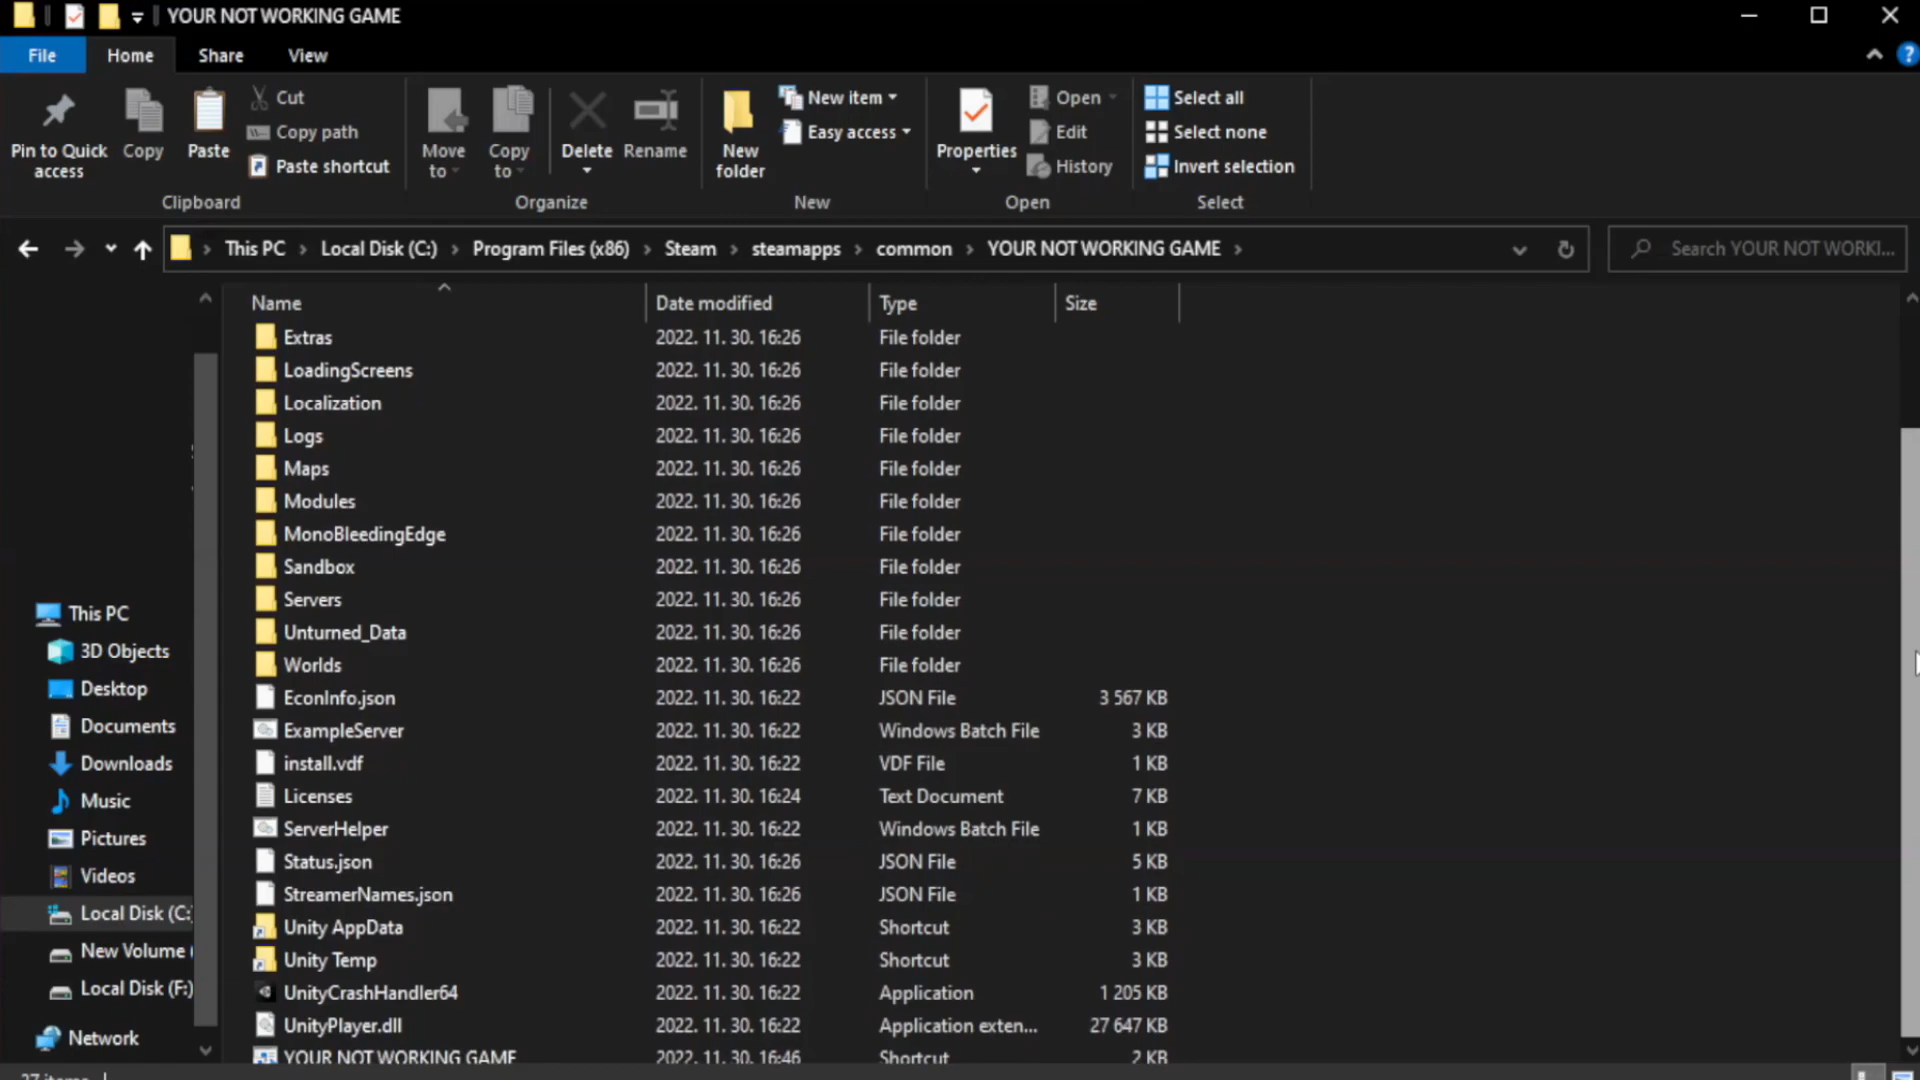 YOUR NOT WORKING GAME
File Home Share View
Pin to Quick access
Copy
Paste
Cut
Copy path
Paste shortcut
Clipboard
Move to
Copy to
Delete
Rename
Organize
New folder
New item
Easy access
New
Properties
Open
Edit
History
Open
Select all
Select none
Invert selection
Select
This PC Local Disk (C:) Program Files (x86) Steam steamapps common YOUR NOT WORKING GAME
Search YOUR NOT WORKI...
This PC
3D Objects
Desktop
Documents
Downloads
Music
Pictures
Videos
Local Disk (C:
New Volume
Local Disk (F:)
Network
Name Date modified Type Size
Extras 2022. 11. 30. 16:26 File folder
LoadingScreens 2022. 11. 30. 16:26 File folder
Localization 2022. 11. 30. 16:26 File folder
Logs 2022. 11. 30. 16:26 File folder
Maps 2022. 11. 30. 16:26 File folder
Modules 2022. 11. 30. 16:26 File folder
MonoBleedingEdge 2022. 11. 30. 16:26 File folder
Sandbox 2022. 11. 30. 16:26 File folder
Servers 2022. 11. 30. 16:26 File folder
Unturned_Data 2022. 11. 30. 16:26 File folder
Worlds 2022. 11. 30. 16:26 File folder
EconInfo.json 2022. 11. 30. 16:22 JSON File 3 567 KB
ExampleServer 2022. 11. 30. 16:22 Windows Batch File 3 KB
install.vdf 2022. 11. 30. 16:22 VDF File 1 KB
Licenses 2022. 11. 30. 16:24 Text Document 7 KB
ServerHelper 2022. 11. 30. 16:22 Windows Batch File 1 KB
Status.json 2022. 11. 30. 16:26 JSON File 5 KB
StreamerNames.json 2022. 11. 30. 16:26 JSON File 1 KB
Unity AppData 2022. 11. 30. 16:22 Shortcut 3 KB
Unity Temp 2022. 11. 30. 16:22 Shortcut 3 KB
UnityCrashHandler64 2022. 11. 30. 16:22 Application 1 205 KB
UnityPlayer.dll 2022. 11. 30. 16:22 Application exten... 27 647 KB
YOUR NOT WORKING GAME 2022. 11. 30. 16:46 Shortcut 2 KB